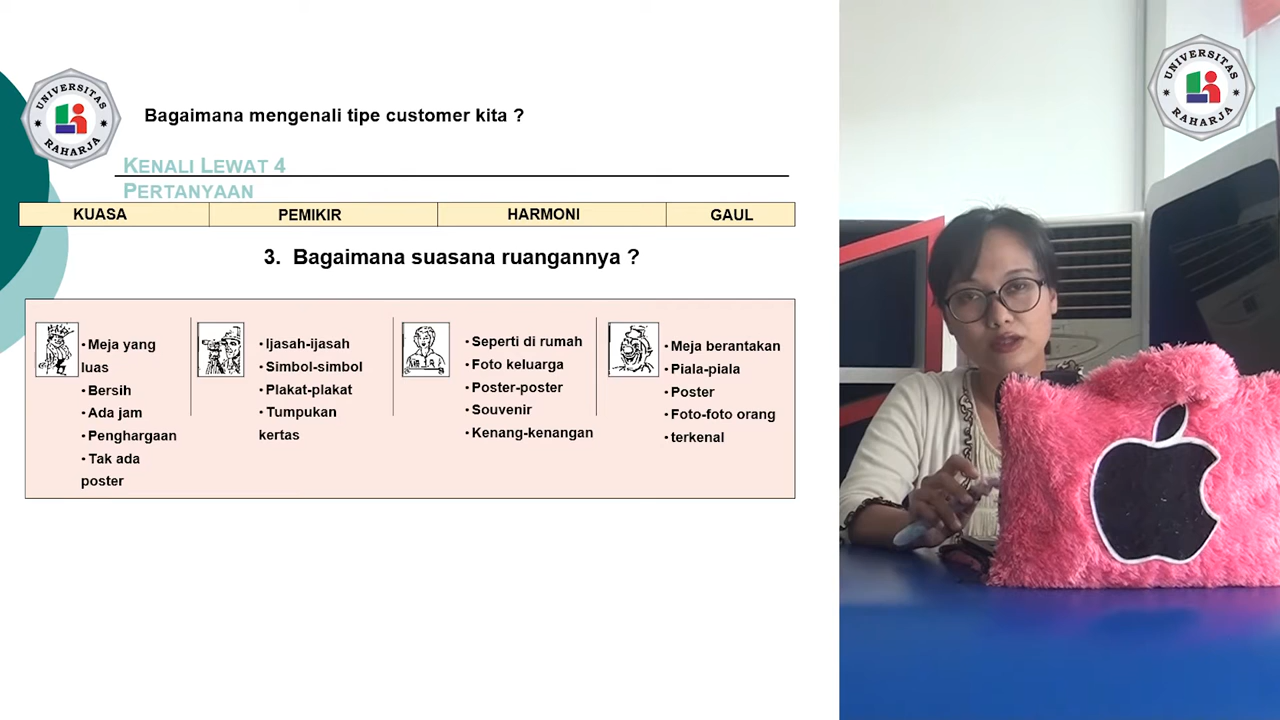 UNIVERSITAS
RAHARJA
Bagaimana mengenali tipe customer kita ?
KENALI LEWAT 4
PERTANYAAN
KUASA
PEMIKIR
HARMONI
GAUL
3. Bagaimana suasana ruangannya ?
• Meja yang
luas
• Bersih
• Ada jam
• Penghargaan
• Tak ada
poster
• Ijasah-ijasah
• Simbol-simbol
• Plakat-plakat
• Tumpukan
kertas
• Seperti di rumah
• Foto keluarga
• Poster-poster
• Souvenir
• Kenang-kenangan
• Meja berantakan
• Piala-piala
• Poster
• Foto-foto orang
• terkenal
UNIVERSITAS
RAHARJA